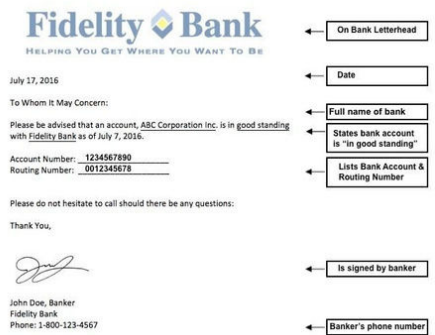 Fidelity Bank
HELPING YOU GET WHERE YOU WANT TO BE
On Bank Letterhead
July 17, 2016
Date
To Whom It May Concern:
Full name of bank
Please be advised that an account, ABC Corporation Inc. is in good standing
with Fidelity Bank as of July 7, 2016.
States bank account
is "in good standing"
Account Number: 1234567890
Routing Number: 0012345678
Lists Bank Account &
Routing Number
Please do not hesitate to call should there be any questions:
Thank You,
Is signed by banker
John Doe, Banker
Fidelity Bank
Phone: 1-800-123-4567
Banker's phone number